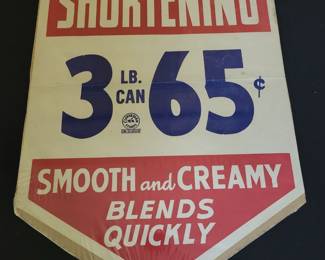 SHORTENING
3 LB. CAN 65¢
SMOOTH and CREAMY
BLENDS
QUICKLY